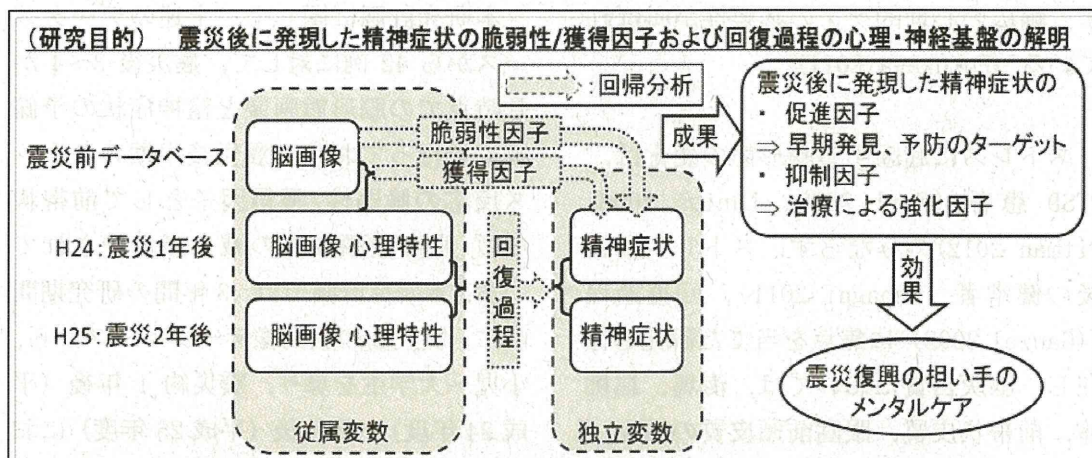 (研究目的) 震災後に発現した精神症状の脆弱性/獲得因子および回復過程の心理・神経基盤の解明
:回帰分析
震災前データベース
脳画像
脆弱性因子
獲得因子
成果
震災後に発現した精神症状の
・ 促進因子
⇒ 早期発見、予防のターゲット
・ 抑制因子
⇒ 治療による強化因子
H24:震災1年後
脳画像 心理特性
回復過程
精神症状
H25:震災2年後
脳画像 心理特性
精神症状
効果
震災復興の担い手の
メンタルケア
従属変数
独立変数